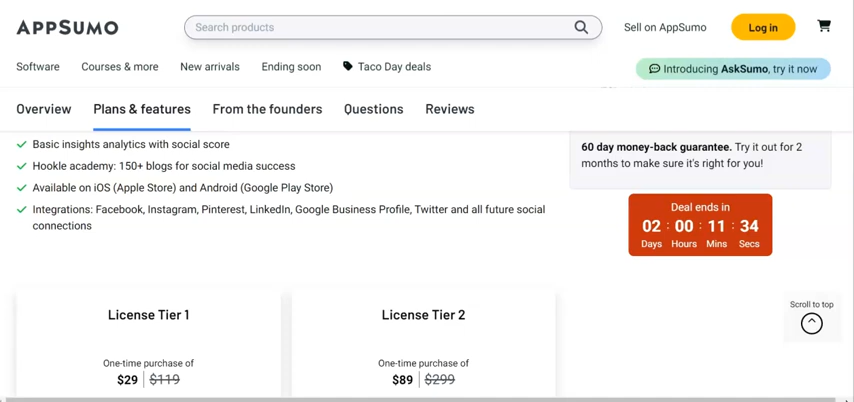 APPSUMO
Search products
Sell on AppSumo
Log in
Software
Courses & more
New arrivals
Ending soon
Taco Day deals
Introducing AskSumo, try it now
Overview
Plans & features
From the founders
Questions
Reviews
Basic insights analytics with social score
Hookle academy: 150+ blogs for social media success
Available on iOS (Apple Store) and Android (Google Play Store)
Integrations: Facebook, Instagram, Pinterest, LinkedIn, Google Business Profile, Twitter and all future social
connections
60 day money-back guarantee. Try it out for 2
months to make sure it's right for you!
Deal ends in
02 : 00 : 11 : 34
Days Hours Mins Secs
License Tier 1
One-time purchase of
$29 $119
License Tier 2
One-time purchase of
$89 $299
Scroll to top